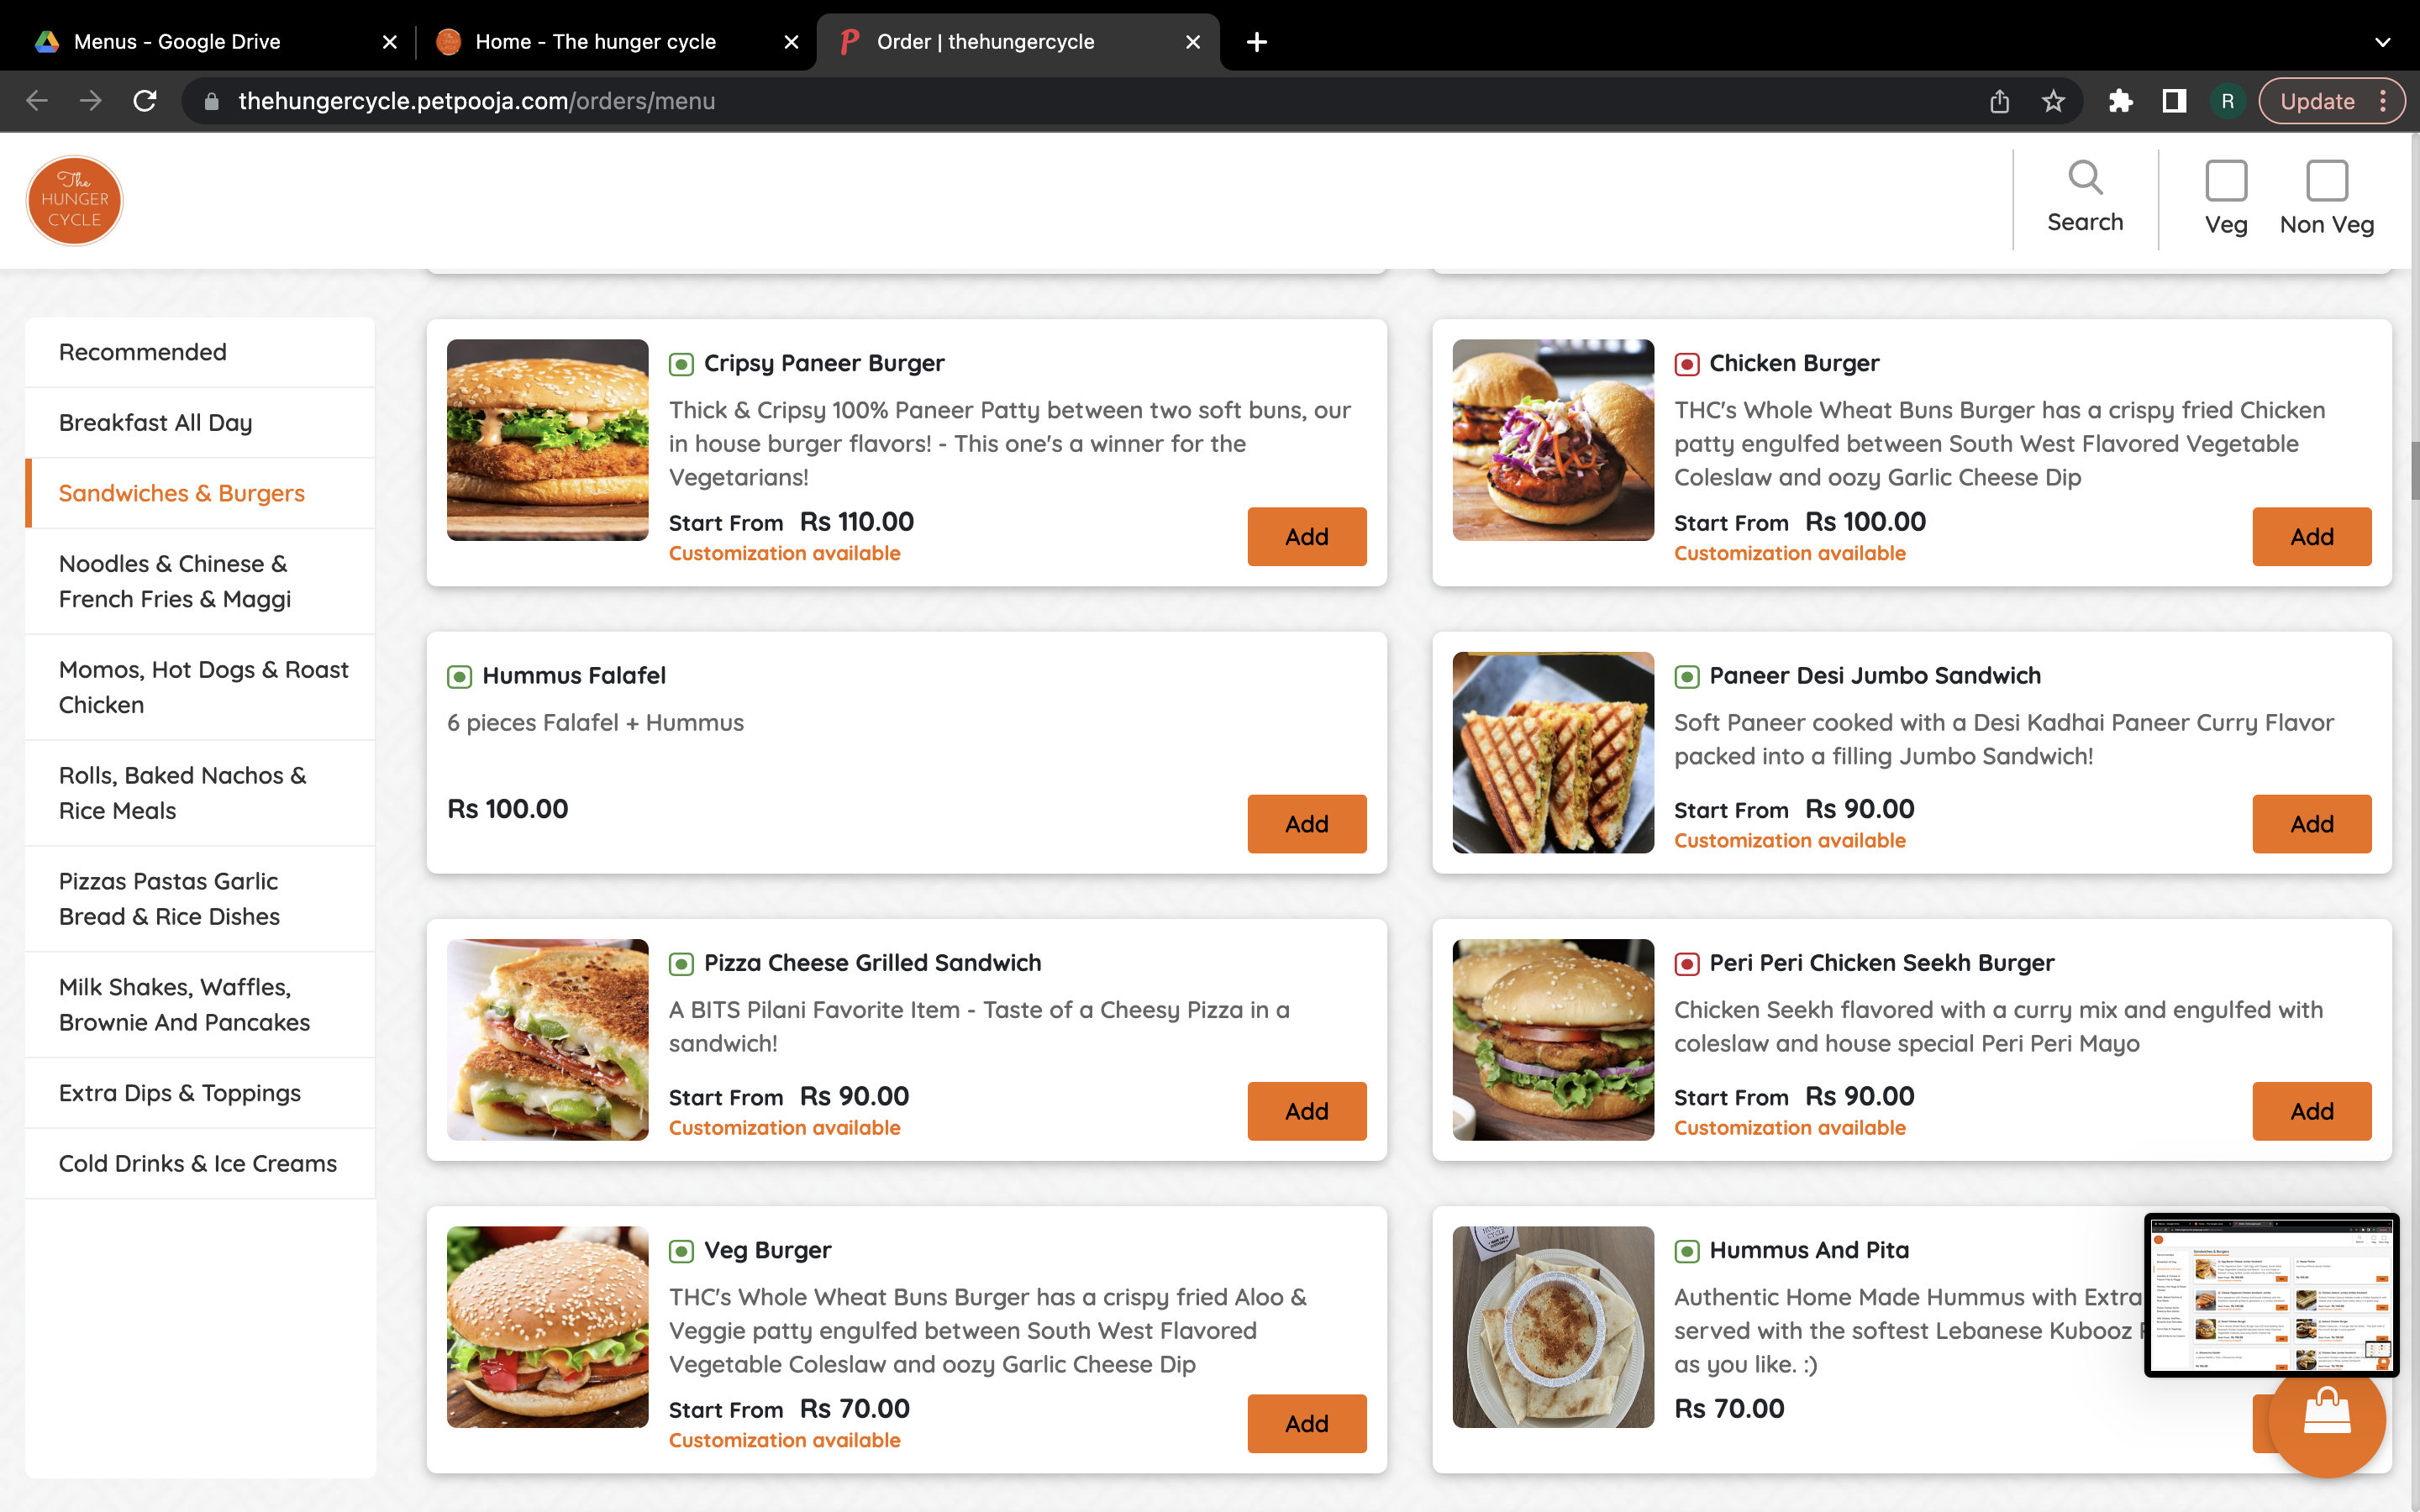 Menus - Google Drive
Home - The hunger cycle
Order | thehungercycle
thehungercycle.petpooja.com/orders/menu
R
Update
The
HUNGER
CYCLE
Search
Veg
Non Veg
Recommended
Breakfast All Day
Sandwiches & Burgers
Noodles & Chinese &
French Fries & Maggi
Momos, Hot Dogs & Roast
Chicken
Rolls, Baked Nachos &
Rice Meals
Pizzas Pastas Garlic
Bread & Rice Dishes
Milk Shakes, Waffles,
Brownie And Pancakes
Extra Dips & Toppings
Cold Drinks & Ice Creams
Cripsy Paneer Burger
Thick & Cripsy 100% Paneer Patty between two soft buns, our
in house burger flavors! - This one's a winner for the
Vegetarians!
Start From Rs 110.00
Customization available
Add
Chicken Burger
THC's Whole Wheat Buns Burger has a crispy fried Chicken
patty engulfed between South West Flavored Vegetable
Coleslaw and oozy Garlic Cheese Dip
Start From Rs 100.00
Customization available
Add
Hummus Falafel
6 pieces Falafel + Hummus
Rs 100.00
Add
Paneer Desi Jumbo Sandwich
Soft Paneer cooked with a Desi Kadhai Paneer Curry Flavor
packed into a filling Jumbo Sandwich!
Start From Rs 90.00
Customization available
Add
Pizza Cheese Grilled Sandwich
A BITS Pilani Favorite Item - Taste of a Cheesy Pizza in a
sandwich!
Start From Rs 90.00
Customization available
Add
Peri Peri Chicken Seekh Burger
Chicken Seekh flavored with a curry mix and engulfed with
coleslaw and house special Peri Peri Mayo
Start From Rs 90.00
Customization available
Add
Veg Burger
THC's Whole Wheat Buns Burger has a crispy fried Aloo &
Veggie patty engulfed between South West Flavored
Vegetable Coleslaw and oozy Garlic Cheese Dip
Start From Rs 70.00
Customization available
Add
Hummus And Pita
Authentic Home Made Hummus with Extra
served with the softest Lebanese Kubooz
as you like. :)
Rs 70.00